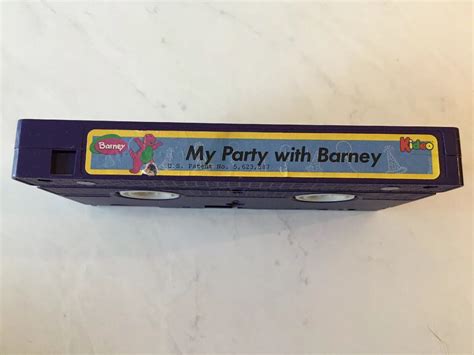 Barney
My Party with Barney
U.S. Patent No. 5,623,587
Kideo